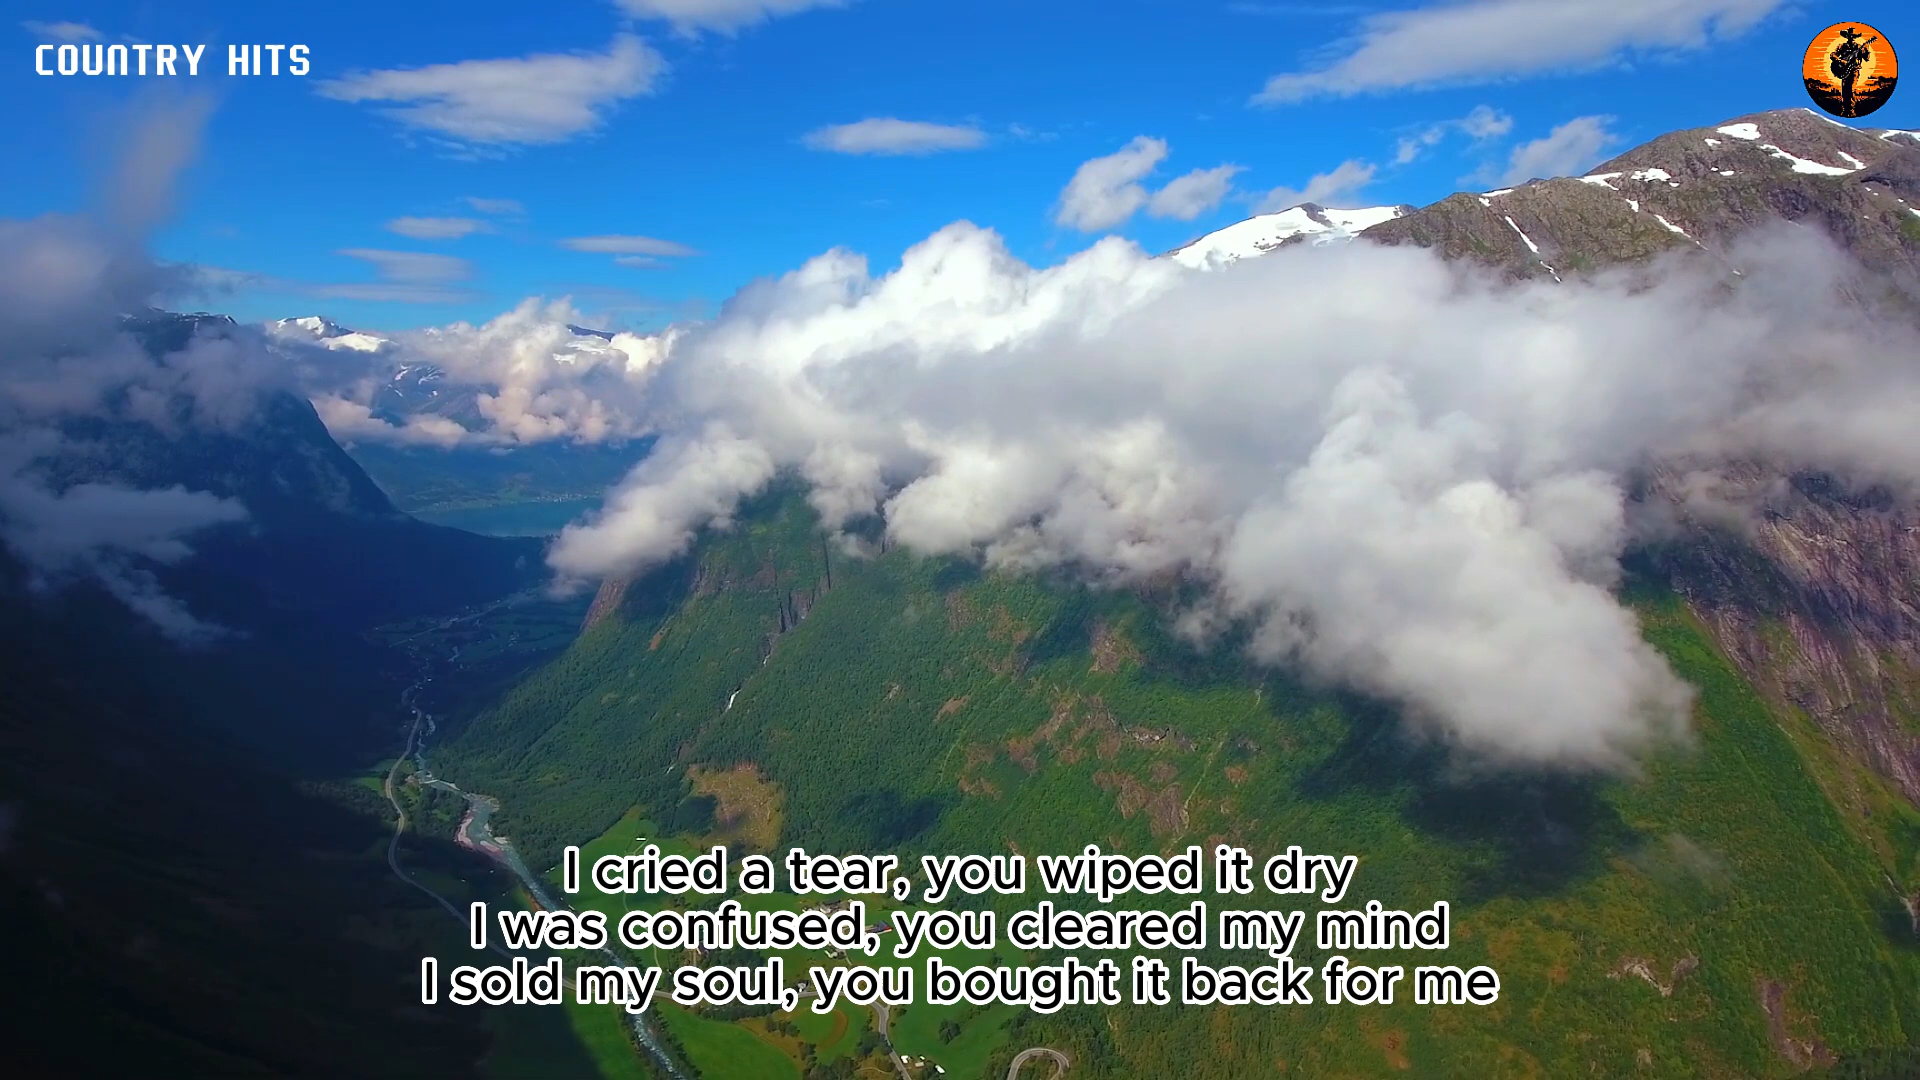 COUNTRY HITS
I cried a tear, you wiped it dry
I was confused, you cleared my mind
I sold my soul, you bought it back for me